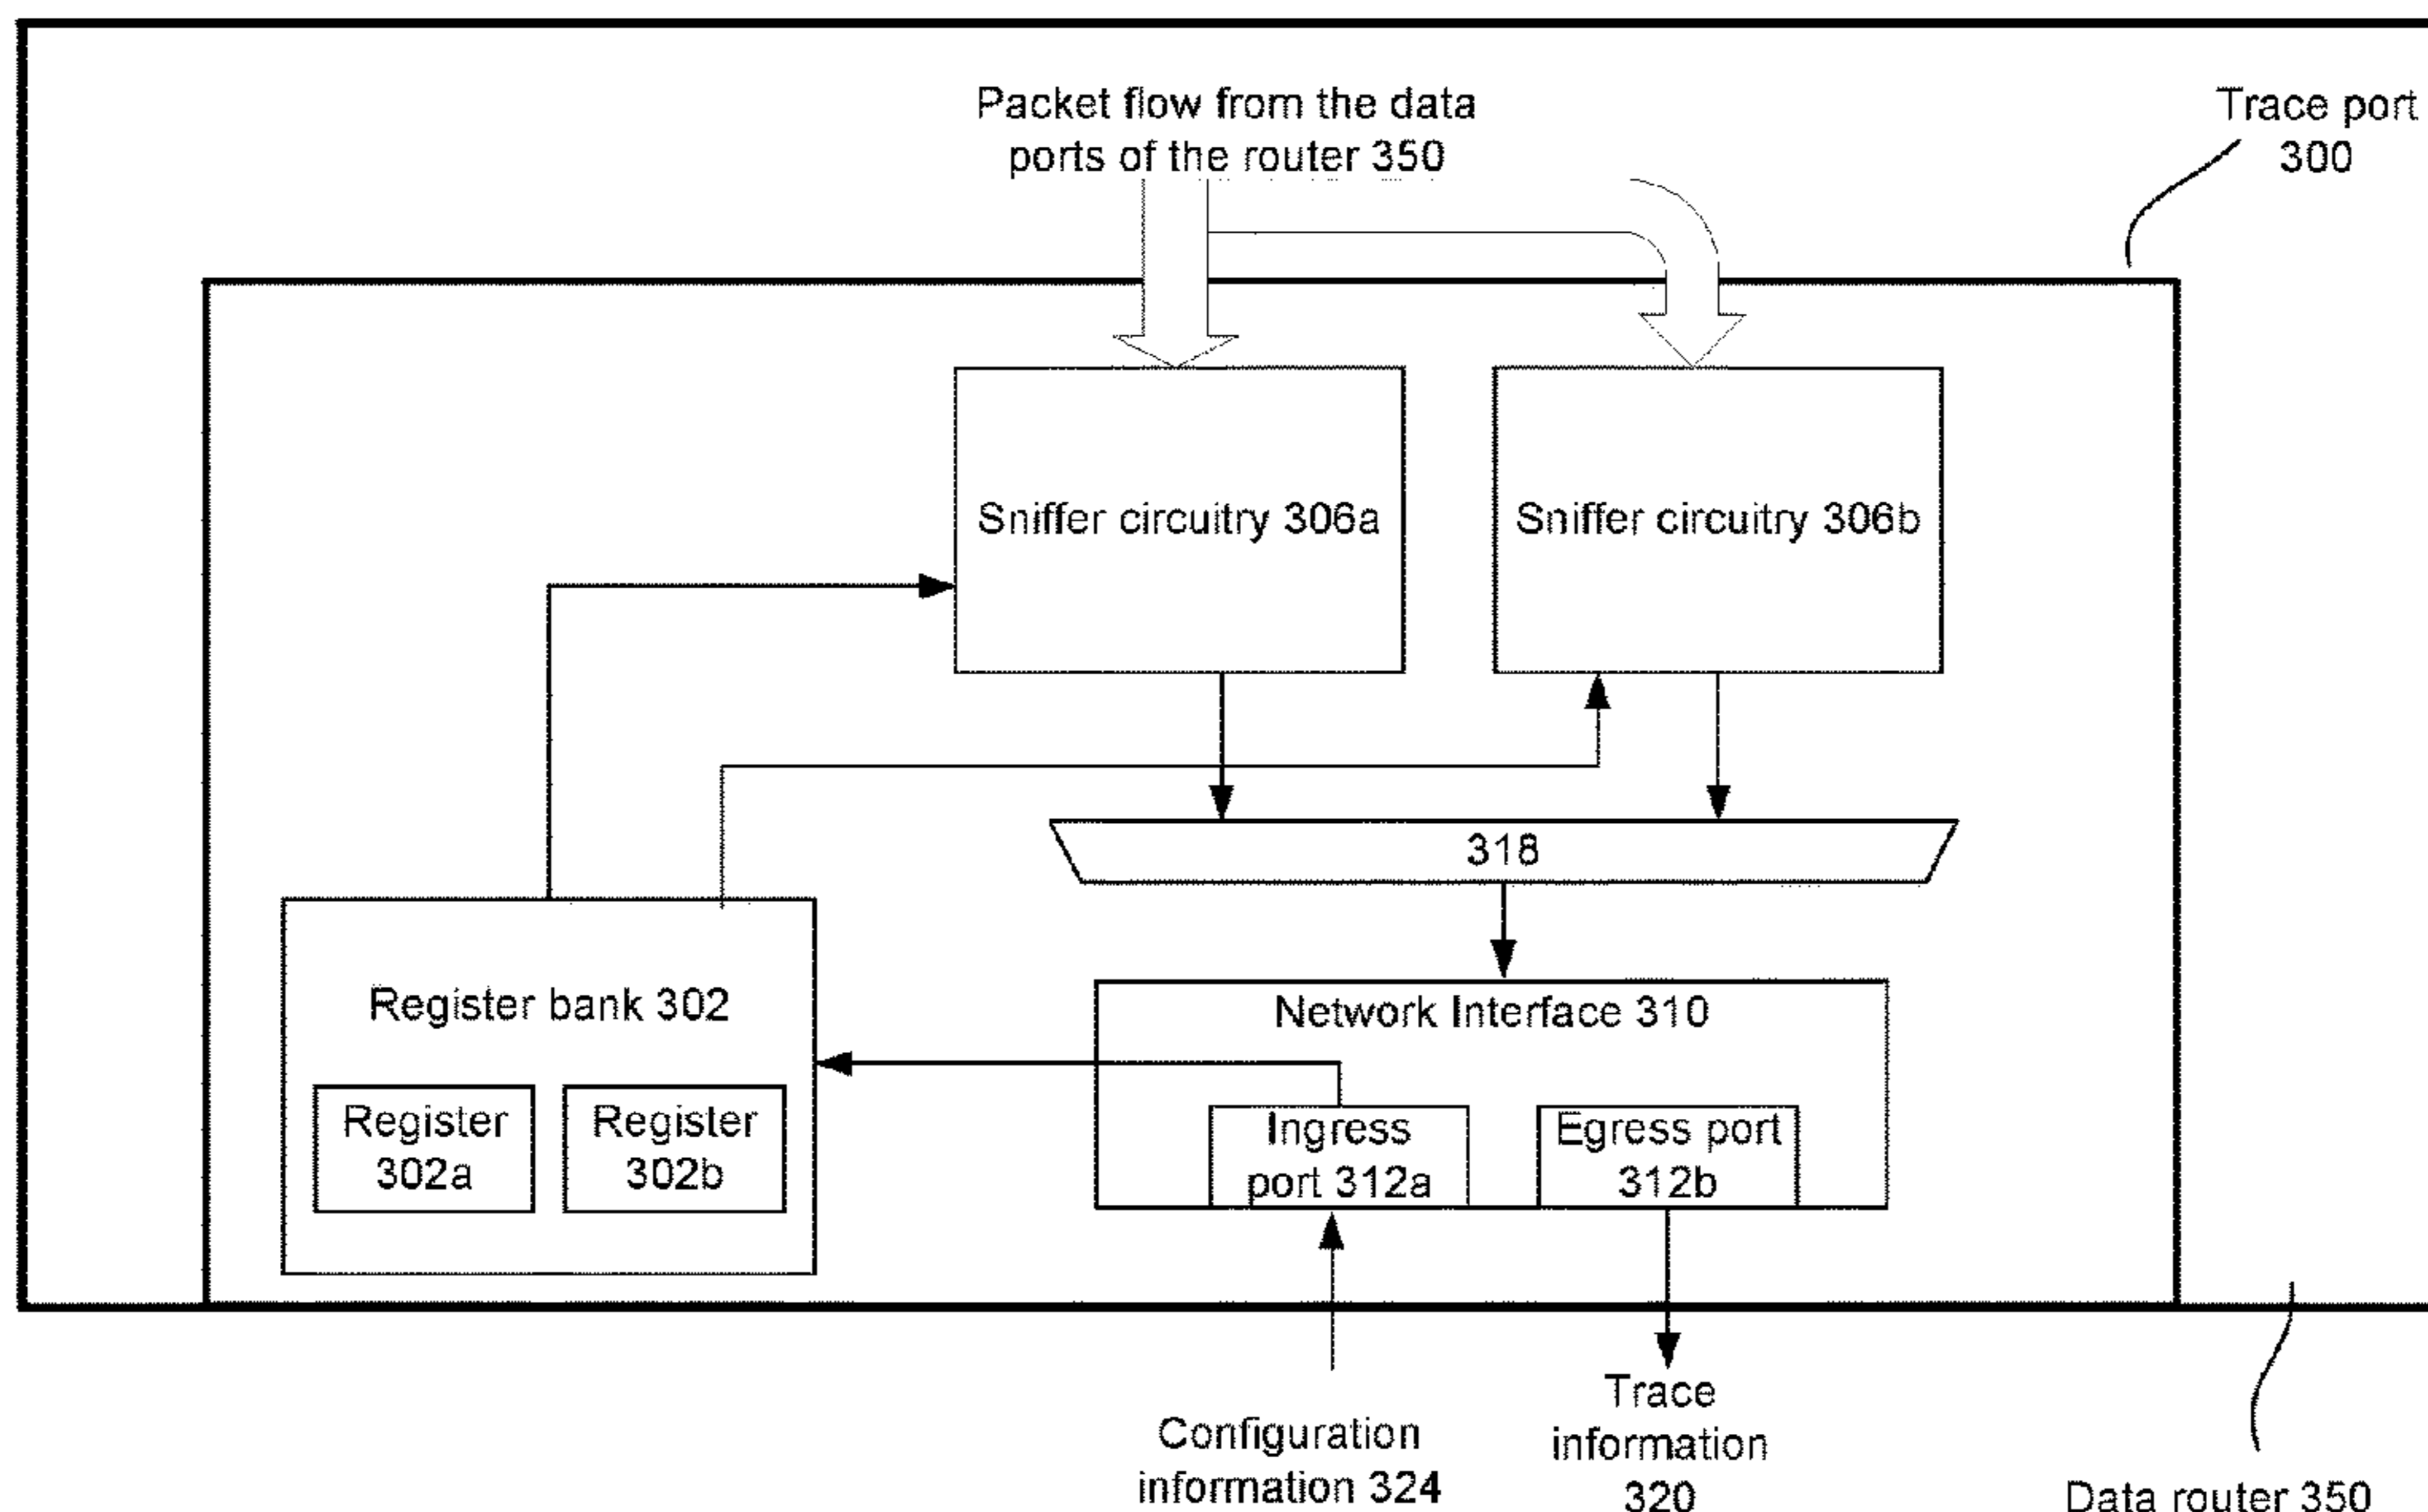 Packet flow from the data
ports of the router 350
Trace port
300
Sniffer circuitry 306a
Sniffer circuitry 306b
318
Register bank 302
Register
302a
Register
302b
Network Interface 310
Ingress
port 312a
Egress port
312b
Configuration
information 324
Trace
information
320
Data router 350